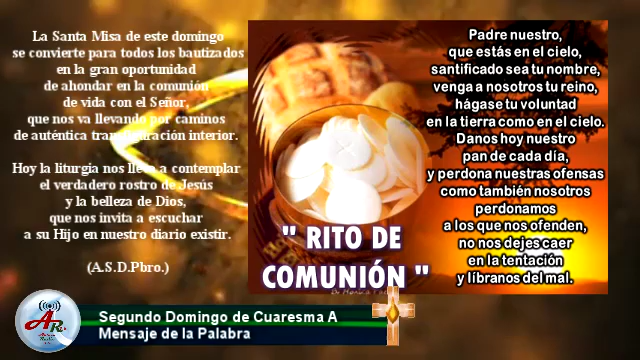 La Santa Misa de este domingo
se convierte para todos los bautizados
en la gran oportunidad
de ahondar en la comunión
de vida con el Señor,
que nos va llevando por caminos
de auténtica transfiguración interior.
Hoy la liturgia nos lleva a contemplar
el verdadero rostro de Jesús
y la belleza de Dios,
que nos invita a escuchar
a su Hijo en nuestro diario existir.
(A.S.D.Pbro.)
" RITO DE
COMUNIÓN "
Padre nuestro,
que estás en el cielo,
santificado sea tu nombre,
venga a nosotros tu reino,
hágase tu voluntad
en la tierra como en el cielo.
Danos hoy nuestro
pan de cada día,
y perdona nuestras ofensas
como también nosotros
perdonamos
a los que nos ofenden,
no nos dejes caer
en la tentación
y líbranos del mal.
AR
Segundo Domingo de Cuaresma A
Mensaje de la Palabra